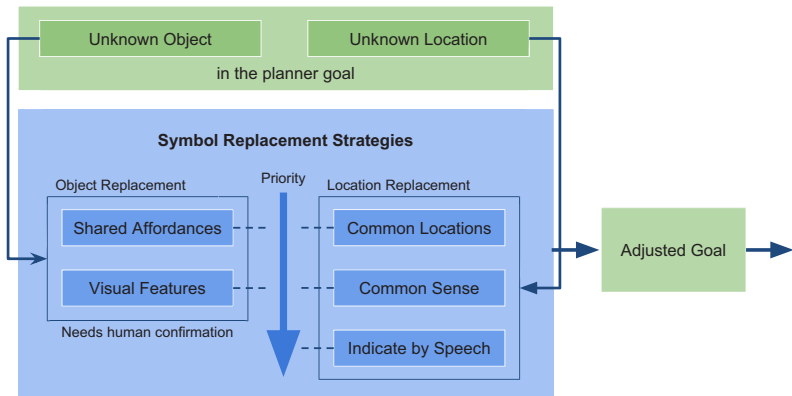 Unknown Object
Unknown Location
in the planner goal
Symbol Replacement Strategies
Object Replacement
Priority
Location Replacement
Shared Affordances
Common Locations
Adjusted Goal
Visual Features
Common Sense
Needs human confirmation
Indicate by Speech